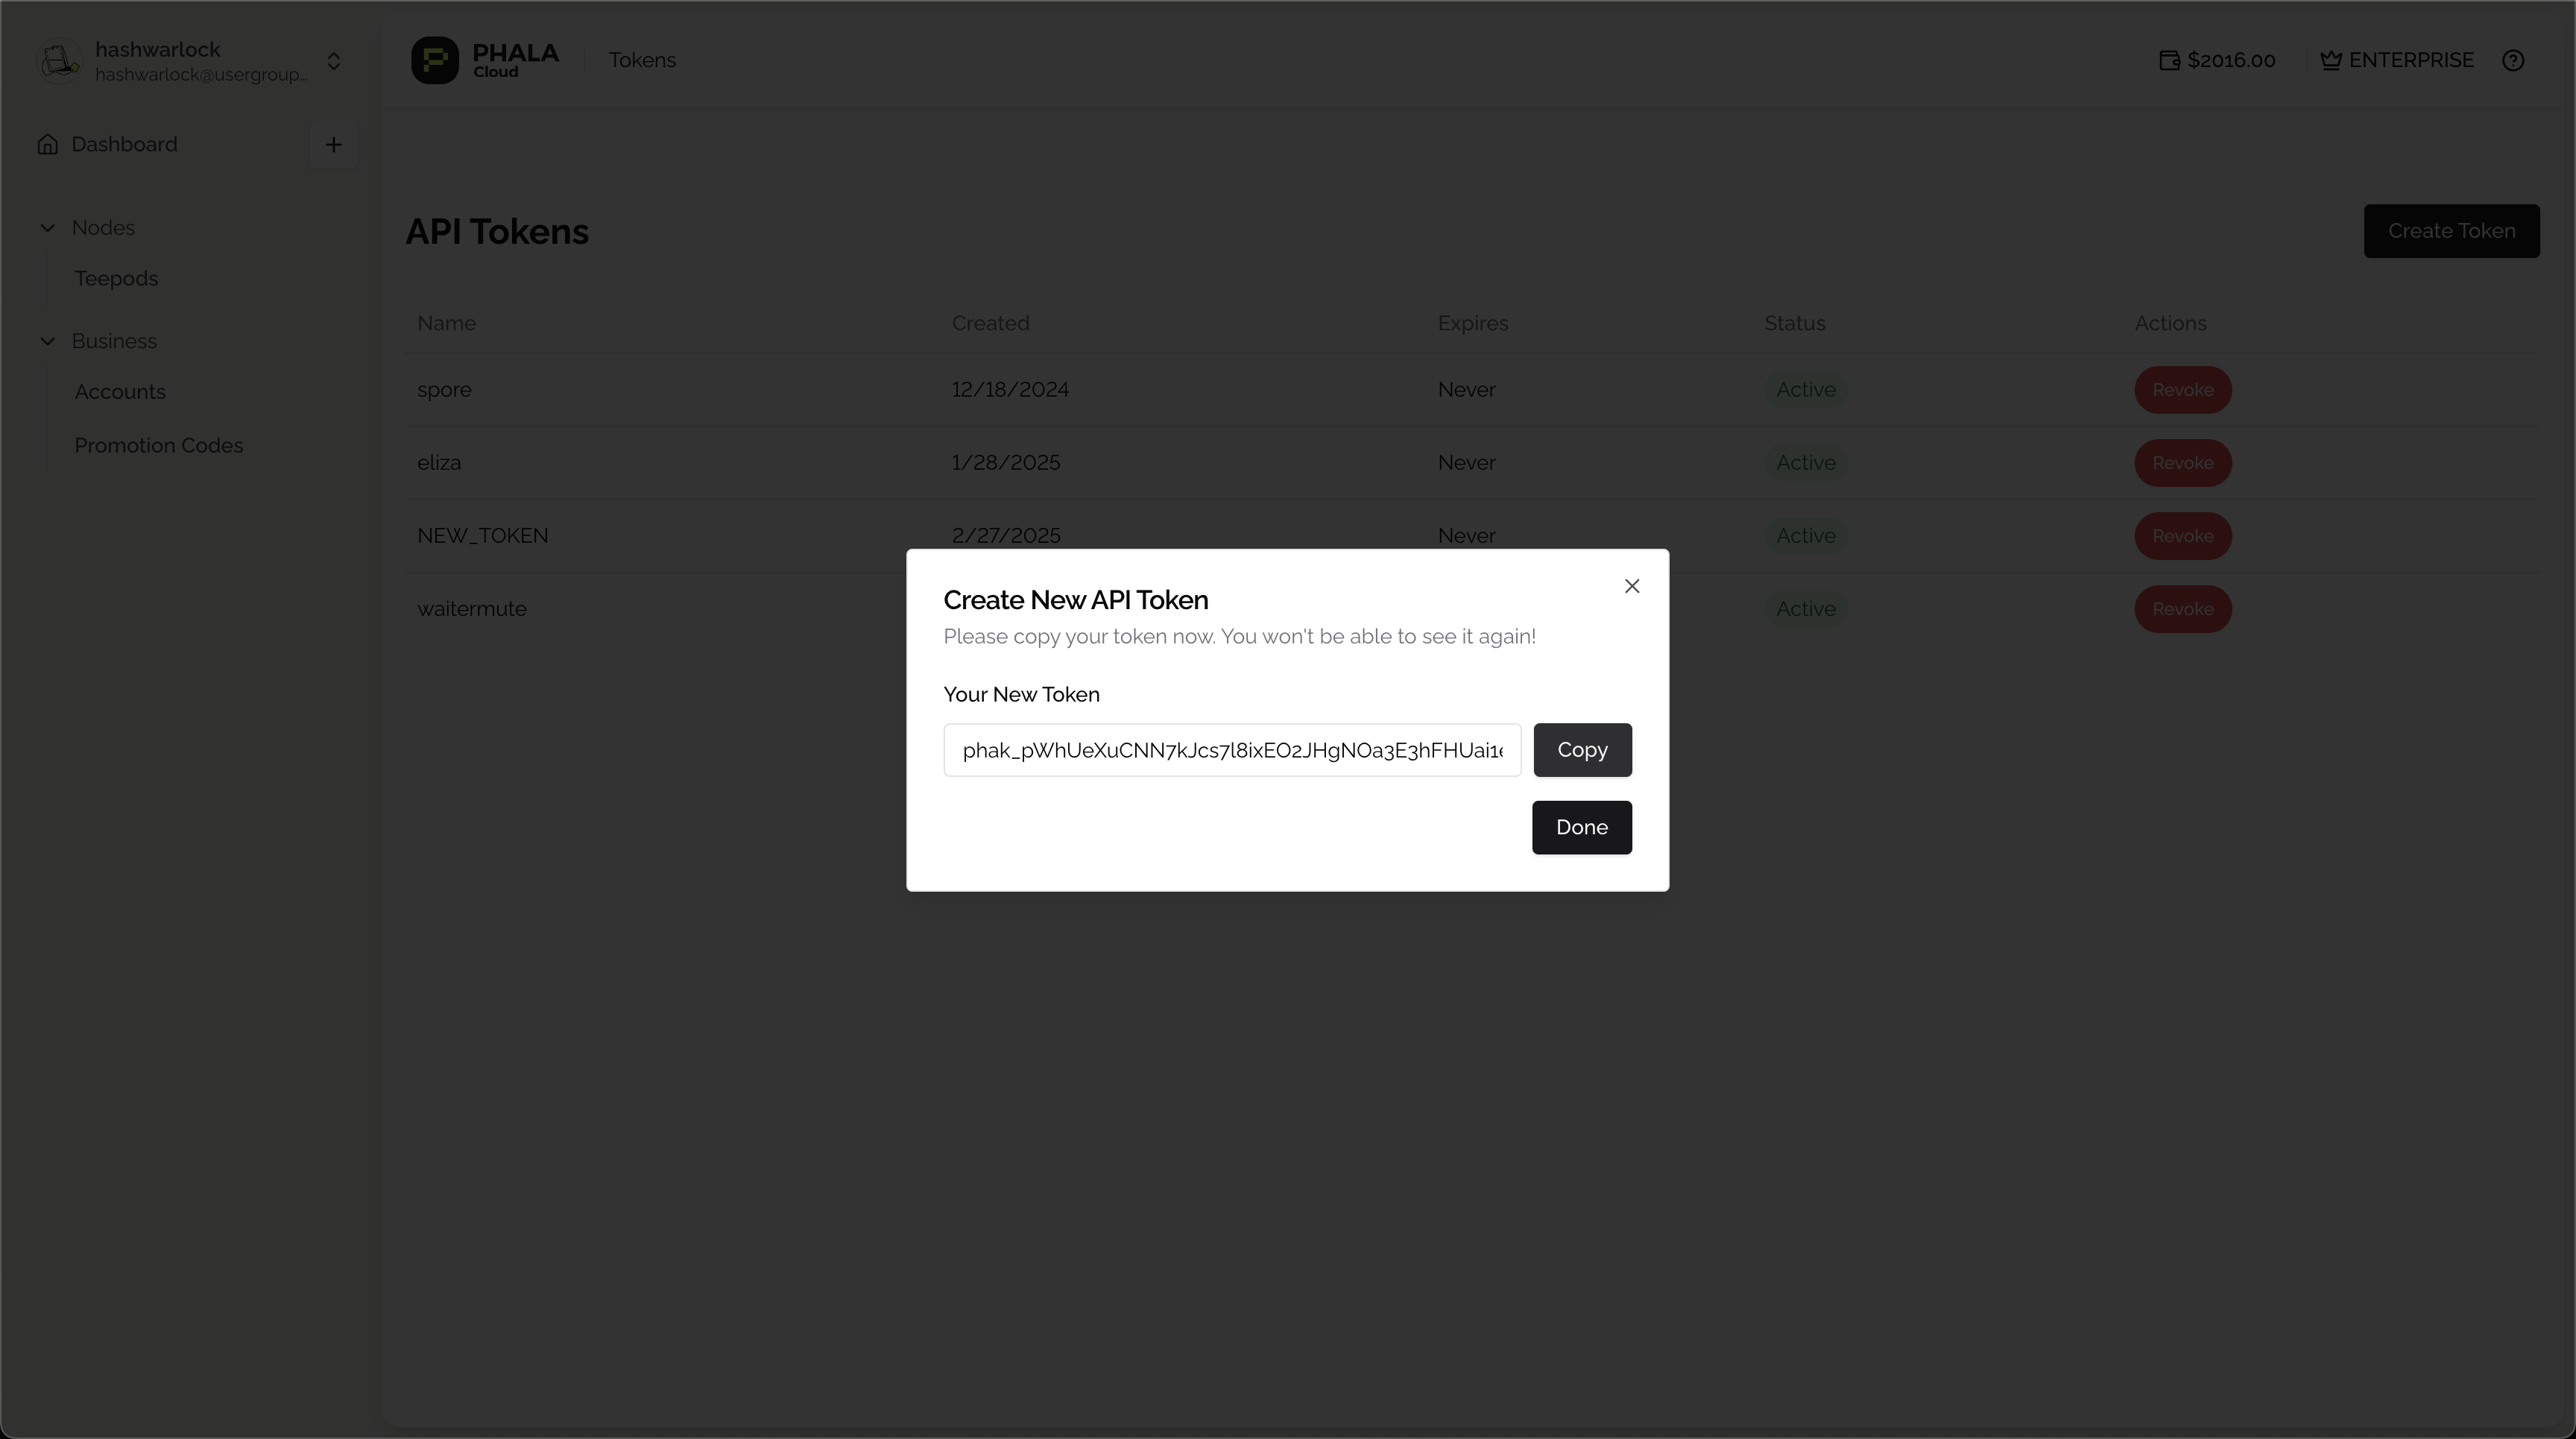 hashwarlock
hashwarlock@usergroup...
Dashboard
Nodes
Teepods
Business
Accounts
Promotion Codes
PHALA
Cloud
Tokens
$2016.00
ENTERPRISE
API Tokens
Create Token
Name Created Expires Status Actions
spore 12/18/2024 Never Active Revoke
eliza 1/28/2025 Never Active Revoke
NEW_TOKEN 2/27/2025 Never Active Revoke
waitermute Active Revoke
Create New API Token
Please copy your token now. You won't be able to see it again!
Your New Token
Copy
Done